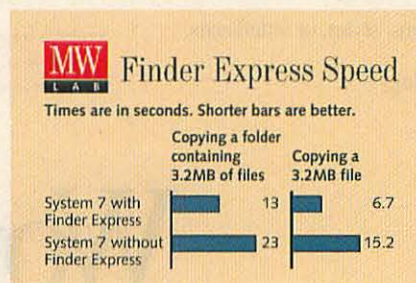 MW
LAB
Finder Express Speed
Times are in seconds. Shorter bars are better.
Copying a folder
containing
3.2MB of files
Copying a
3.2MB file
System 7 with
Finder Express
13
6.7
System 7 without
Finder Express
23
15.2